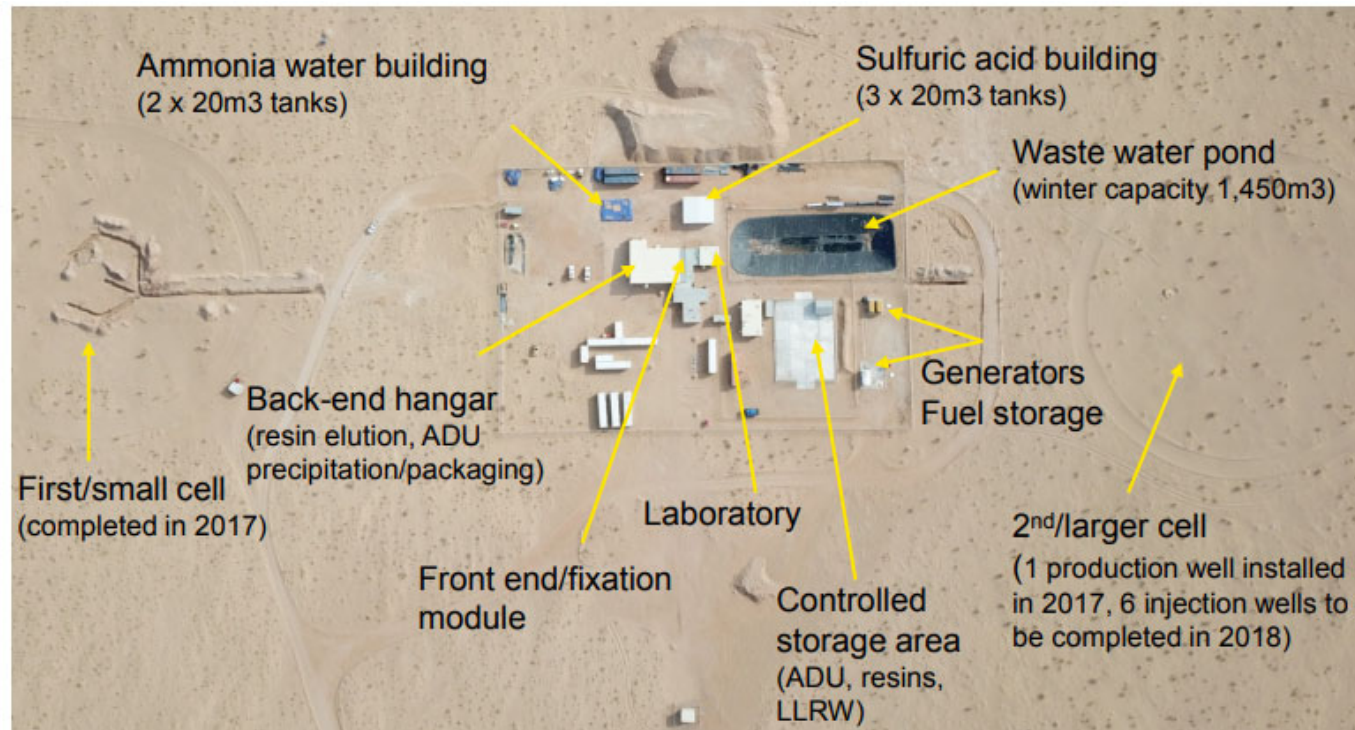 Ammonia water building
(2 x 20m3 tanks)
Sulfuric acid building
(3 x 20m3 tanks)
Waste water pond
(winter capacity 1,450m3)
Back-end hangar
(resin elution, ADU
precipitation/packaging)
Generators
Fuel storage
First/small cell
(completed in 2017)
Laboratory
2nd/larger cell
(1 production well installed
in 2017, 6 injection wells to
be completed in 2018)
Front end/fixation
module
Controlled
storage area
(ADU, resins,
LLRW)